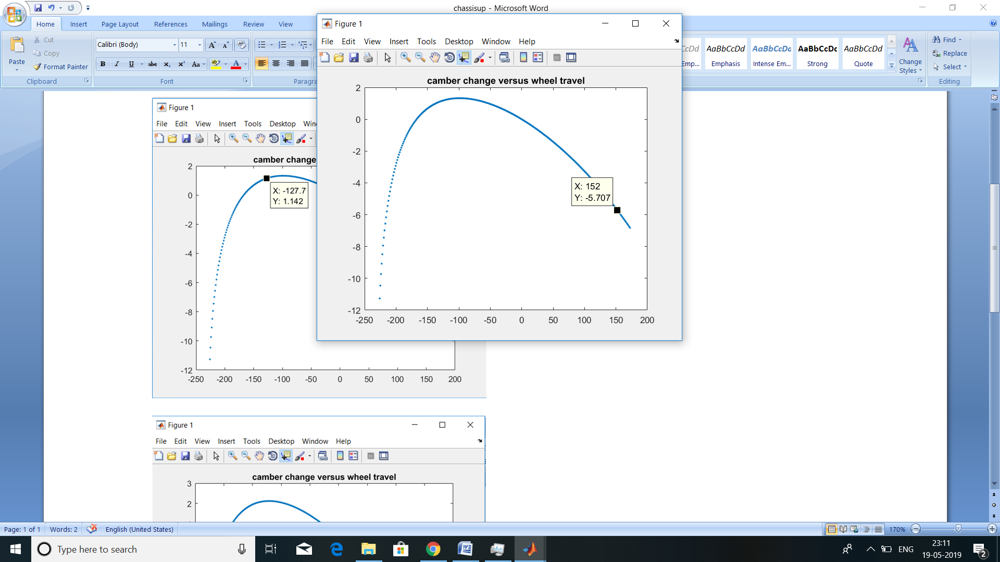 chassisup - Microsoft Word
Home Insert Page Layout References Mailings Review View
Paste
Cut
Copy
Format Painter
Clipboard
Calibri (Body) 11
B I U abc x₂ x² Aa ab A
Font
Paragra
AaBbCcDd AaBbCcDd AaBbCcDc AaBbCcDd
Emp... Emphasis Intense Em... Strong Quote
Change Styles
Find
Replace
Select
Editing
Figure 1
File Edit View Insert Tools Desktop Window Help
camber change versus wheel travel
2
0
-2
-4
-6
-8
-10
-12
-250 -200 -150 -100 -50 0 50 100 150 200
X: 152
Y: -5.707
Figure 1
File Edit View Insert Tools Desktop Win
camber change
2
0
-2
-4
-6
-8
-10
-12
-250 -200 -150 -100 -50 0 50 100 150 200
X: -127.7
Y: 1.142
Figure 1
File Edit View Insert Tools Desktop Window Help
camber change versus wheel travel
3
2
Page: 1 of 1 Words: 2 English (United States) 170%
Type here to search
ENG
23:11
19-05-2019
2